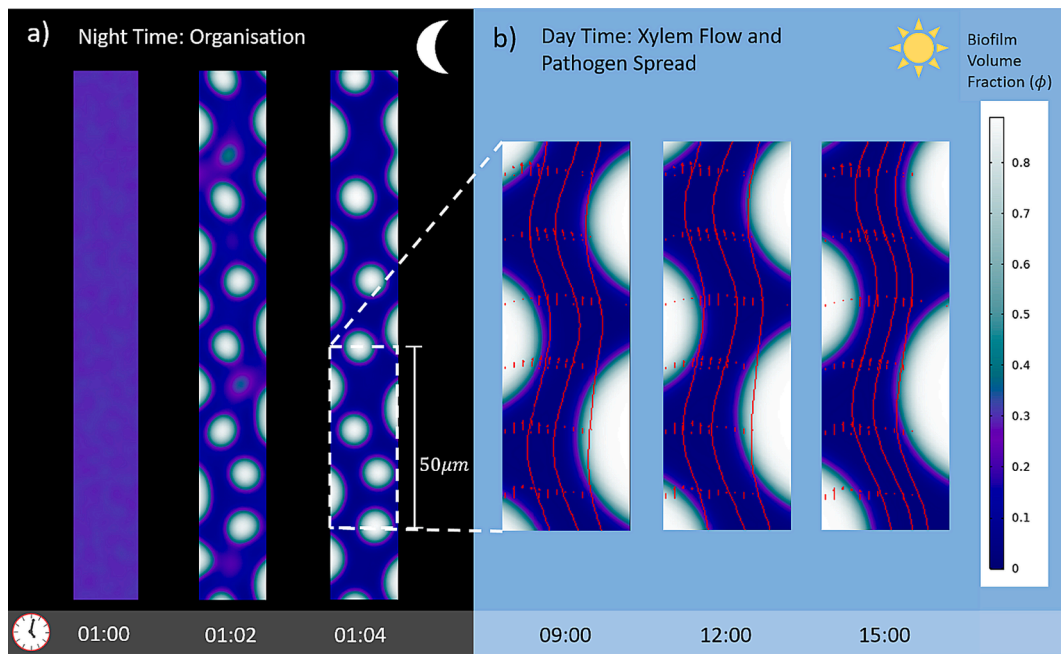 a)
Night Time: Organisation
b)
Day Time: Xylem Flow and
Pathogen Spread
Biofilm
Volume
Fraction (ϕ)
0.8
0.7
0.6
0.5
0.4
0.3
0.2
0.1
0
50μm
01:00
01:02
01:04
09:00
12:00
15:00